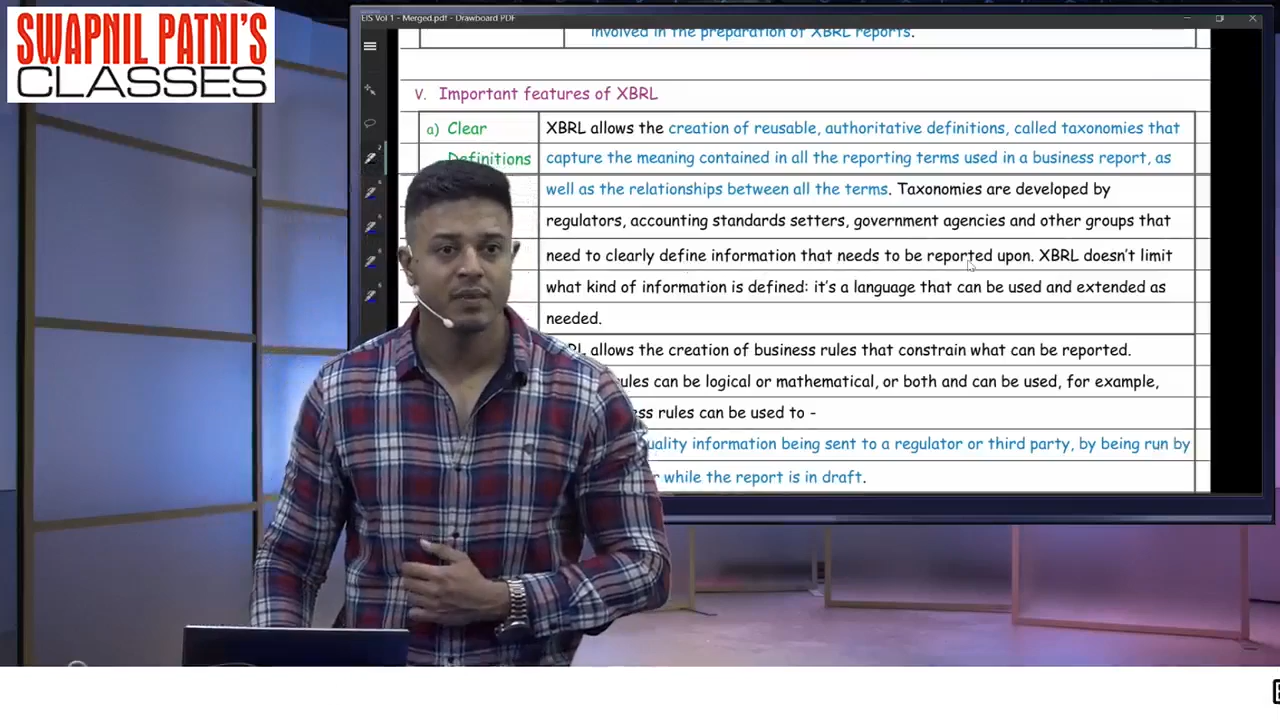 SWAPNIL PATNI'S
CLASSES
EIS Vol 1 - Merged.pdf - Drawboard PDF
involved in the preparation of XBRL reports.
V. Important features of XBRL
a) Clear
Definitions
XBRL allows the creation of reusable, authoritative definitions, called taxonomies that
capture the meaning contained in all the reporting terms used in a business report, as
well as the relationships between all the terms. Taxonomies are developed by
regulators, accounting standards setters, government agencies and other groups that
need to clearly define information that needs to be reported upon. XBRL doesn't limit
what kind of information is defined: it's a language that can be used and extended as
needed.
allows the creation of business rules that constrain what can be reported.
rules can be logical or mathematical, or both and can be used, for example,
rules can be used to -
information being sent to a regulator or third party, by being run by
while the report is in draft.